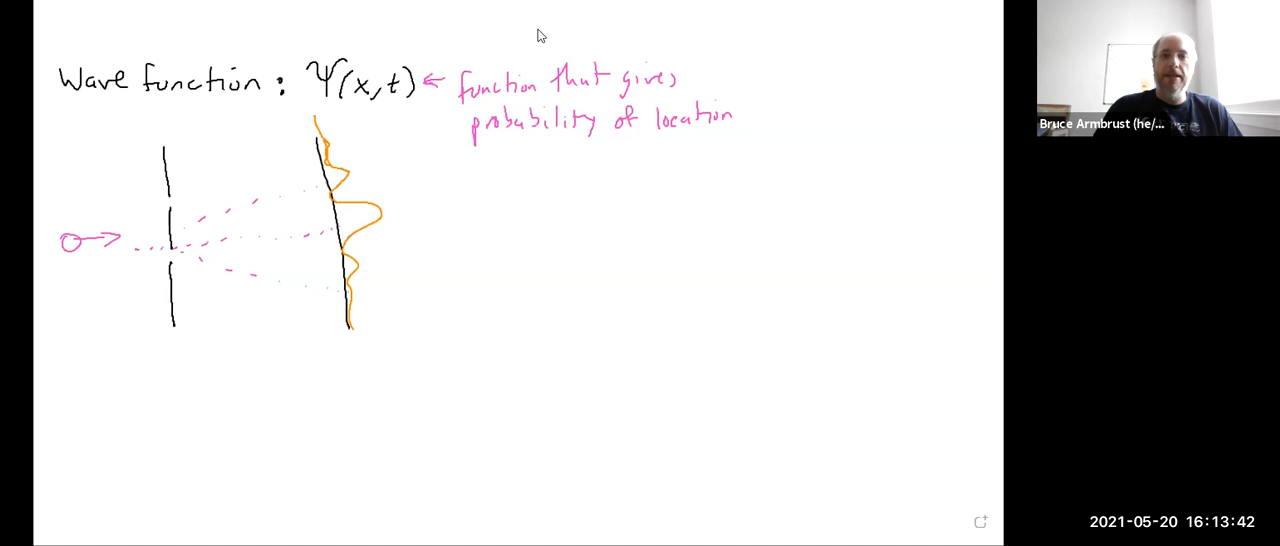 Wave function : Ψ(x,t) ← function that gives
probability of location
Bruce Armbrust (he/...
2021-05-20 16:13:42